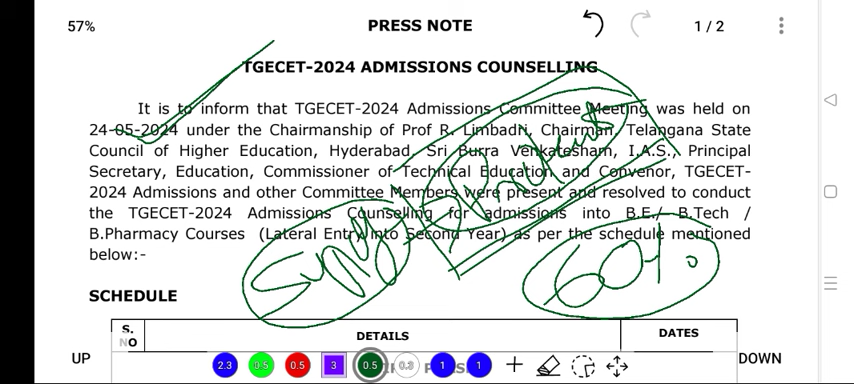 57%
PRESS NOTE
1 / 2
TGECET-2024 ADMISSIONS COUNSELLING
It is to inform that TGECET-2024 Admissions Committee Meeting was held on
24-05-2024 under the Chairmanship of Prof R. Limbadri, Chairman, Telangana State
Council of Higher Education, Hyderabad, Sri Burra Venkatesham, I.A.S., Principal
Secretary, Education, Commissioner of Technical Education and Convenor, TGECET-
2024 Admissions and other Committee Members were present and resolved to conduct
the TGECET-2024 Admissions Counselling for admissions into B.E./ B.Tech /
B.Pharmacy Courses (Lateral Entry into Second Year) as per the schedule mentioned
below:-
60%
SCHEDULE
S.
NO
DETAILS
DATES
UP
2.3
0.5
0.5
3
0.5
0.3
1
1
DOWN